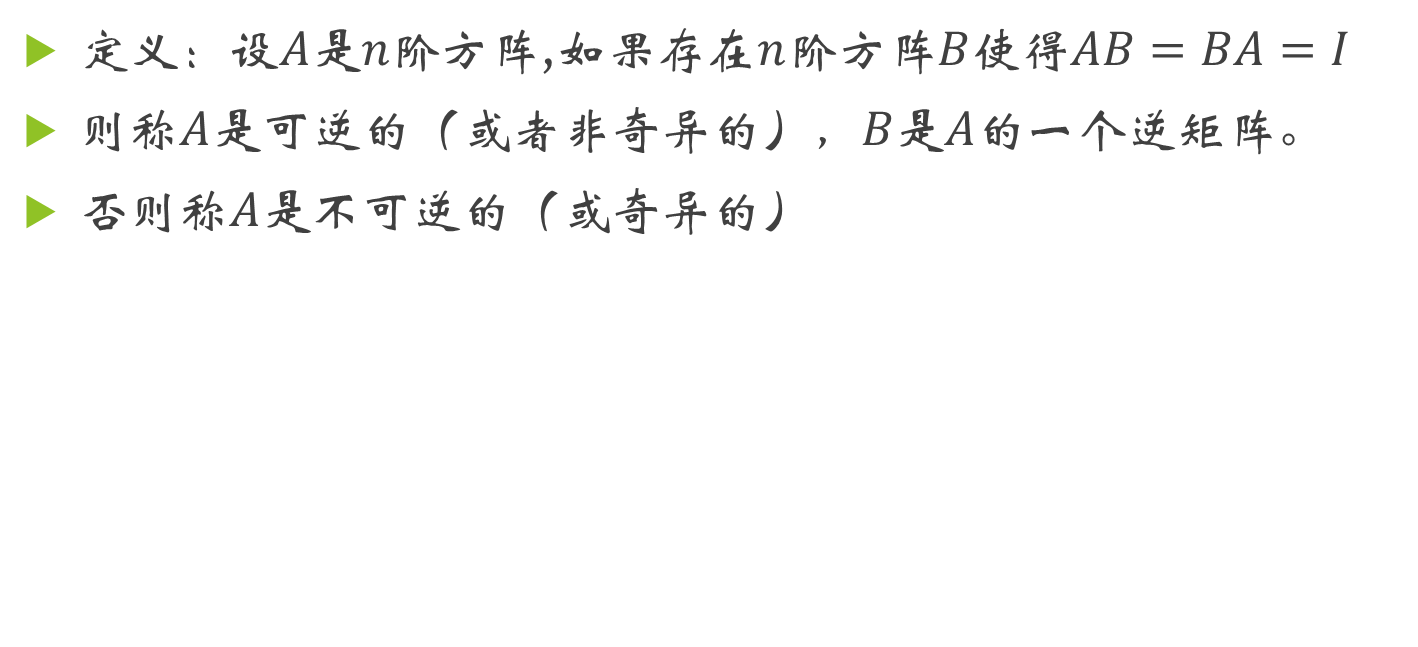 定义：设A是n阶方阵,如果存在n阶方阵B使得AB = BA = I
则称A是可逆的（或者非奇异的），B是A的一个逆矩阵。
否则称A是不可逆的（或奇异的）